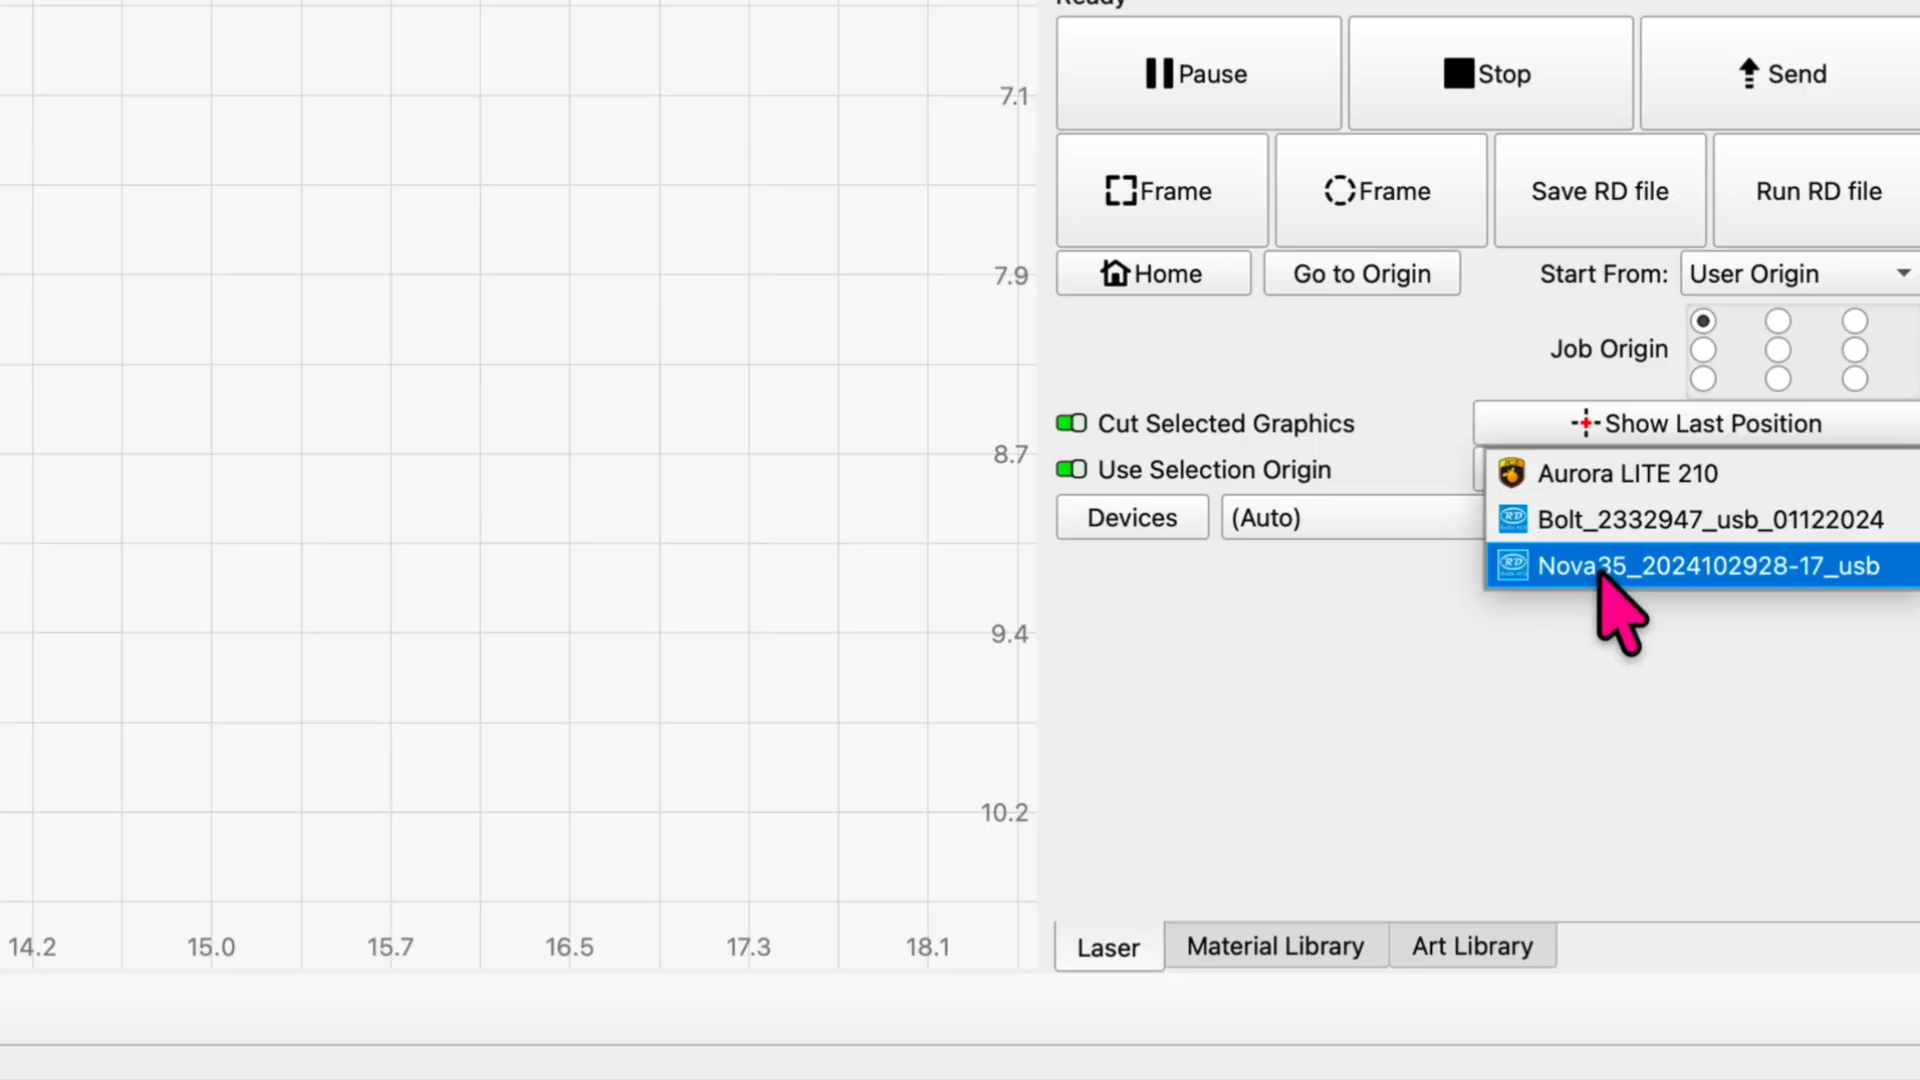 Ready
Pause
Stop
Send
7.1
Frame
Frame
Save RD file
Run RD file
7.9
Home
Go to Origin
Start From:
User Origin
Job Origin
Cut Selected Graphics
Show Last Position
8.7
Use Selection Origin
Aurora LITE 210
Devices
(Auto)
RD
Bolt_2332947_usb_01122024
RD
Nova35_2024102928-17_usb
9.4
10.2
14.2
15.0
15.7
16.5
17.3
18.1
Laser
Material Library
Art Library